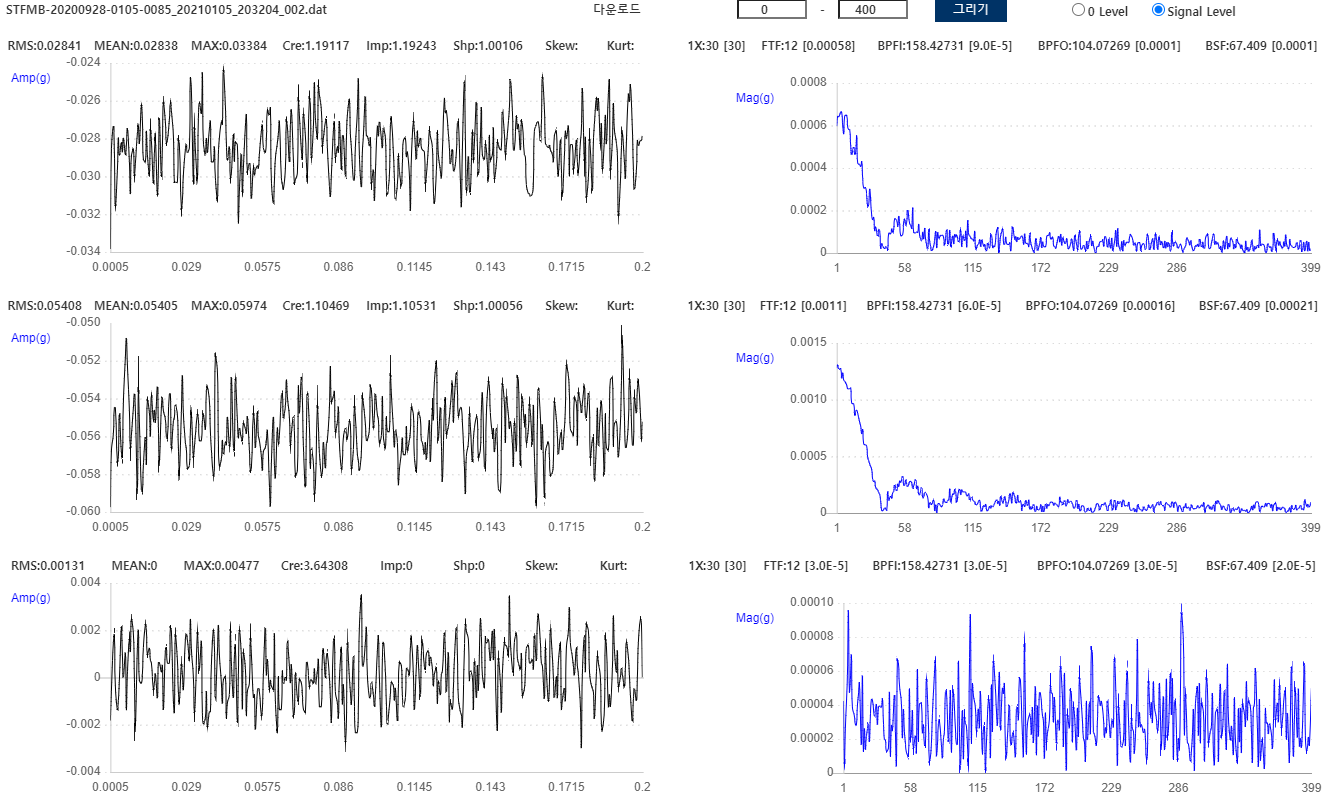 STFMB-20200928-0105-0085_20210105_203204_002.dat 다운로드 0 - 400 그리기 0 Level Signal Level
RMS:0.02841 MEAN:0.02838 MAX:0.03384 Cre:1.19117 Imp:1.19243 Shp:1.00106 Skew: Kurt:
Amp(g)
-0.024
-0.026
-0.028
-0.030
-0.032
-0.034
0.0005 0.029 0.0575 0.086 0.1145 0.143 0.1715 0.2
1X:30 [30] FTF:12 [0.00058] BPFI:158.42731 [9.0E-5] BPFO:104.07269 [0.0001] BSF:67.409 [0.0001]
Mag(g)
0.0008
0.0006
0.0004
0.0002
0
1 58 115 172 229 286 399
RMS:0.05408 MEAN:0.05405 MAX:0.05974 Cre:1.10469 Imp:1.10531 Shp:1.00056 Skew: Kurt:
Amp(g)
-0.050
-0.052
-0.054
-0.056
-0.058
-0.060
0.0005 0.029 0.0575 0.086 0.1145 0.143 0.1715 0.2
1X:30 [30] FTF:12 [0.0011] BPFI:158.42731 [6.0E-5] BPFO:104.07269 [0.00016] BSF:67.409 [0.00021]
Mag(g)
0.0015
0.0010
0.0005
0
1 58 115 172 229 286 399
RMS:0.00131 MEAN:0 MAX:0.00477 Cre:3.64308 Imp:0 Shp:0 Skew: Kurt:
Amp(g)
0.004
0.002
0
-0.002
-0.004
0.0005 0.029 0.0575 0.086 0.1145 0.143 0.1715 0.2
1X:30 [30] FTF:12 [3.0E-5] BPFI:158.42731 [3.0E-5] BPFO:104.07269 [3.0E-5] BSF:67.409 [2.0E-5]
Mag(g)
0.00010
0.00008
0.00006
0.00004
0.00002
0
1 58 115 172 229 286 399